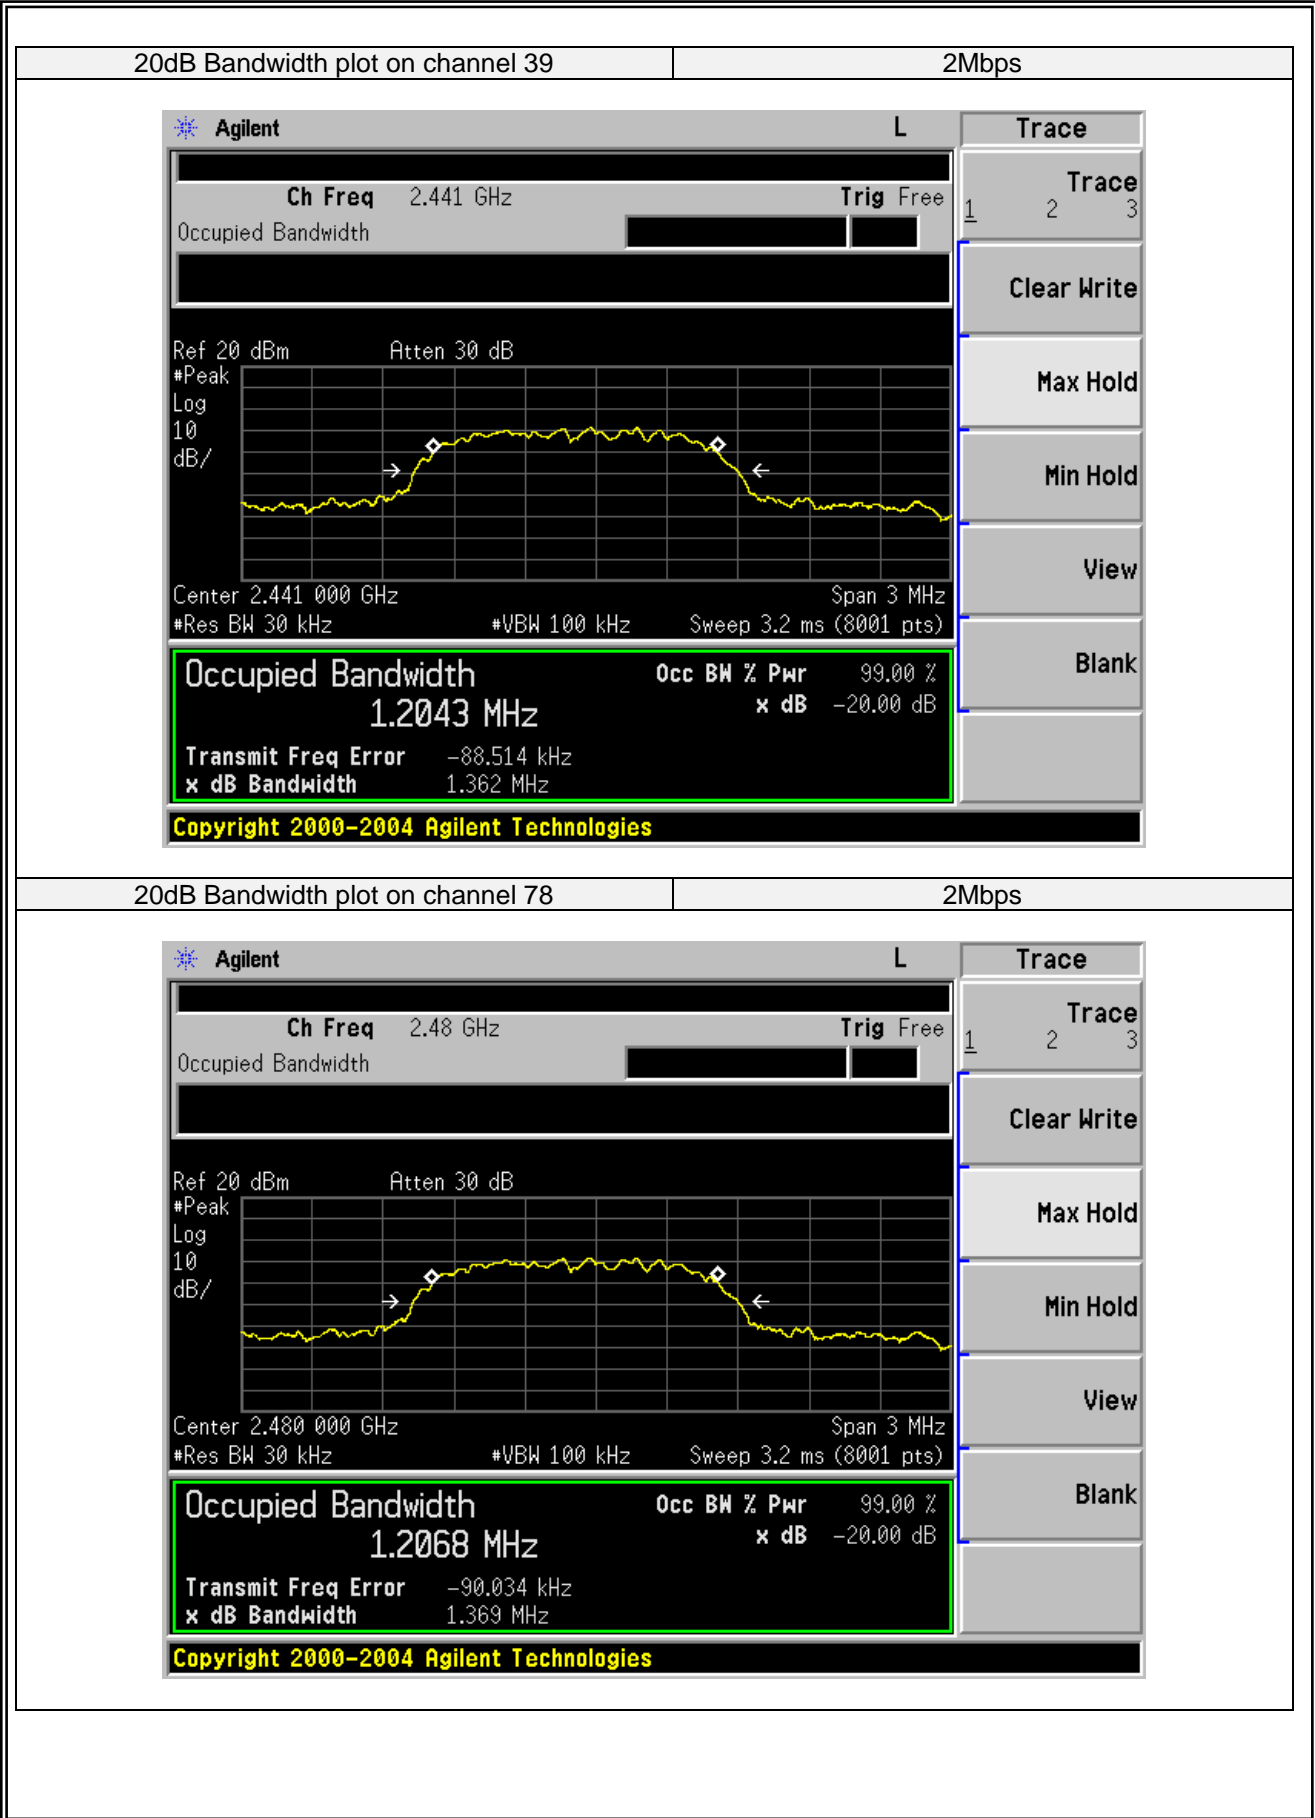 20dB Bandwidth plot on channel 39 2Mbps
Agilent L Trace
Ch Freq 2.441 GHz Trig Free
Occupied Bandwidth
Trace
1 2 3
Clear Write
Max Hold
Min Hold
View
Blank
Ref 20 dBm Atten 30 dB
#Peak
Log
10
dB/
Center 2.441 000 GHz Span 3 MHz
#Res BW 30 kHz #VBW 100 kHz Sweep 3.2 ms (8001 pts)
Occupied Bandwidth Occ BW % Pwr 99.00 %
1.2043 MHz x dB -20.00 dB
Transmit Freq Error -88.514 kHz
x dB Bandwidth 1.362 MHz
Copyright 2000-2004 Agilent Technologies
20dB Bandwidth plot on channel 78 2Mbps
Agilent L Trace
Ch Freq 2.48 GHz Trig Free
Occupied Bandwidth
Trace
1 2 3
Clear Write
Max Hold
Min Hold
View
Blank
Ref 20 dBm Atten 30 dB
#Peak
Log
10
dB/
Center 2.480 000 GHz Span 3 MHz
#Res BW 30 kHz #VBW 100 kHz Sweep 3.2 ms (8001 pts)
Occupied Bandwidth Occ BW % Pwr 99.00 %
1.2068 MHz x dB -20.00 dB
Transmit Freq Error -90.034 kHz
x dB Bandwidth 1.369 MHz
Copyright 2000-2004 Agilent Technologies